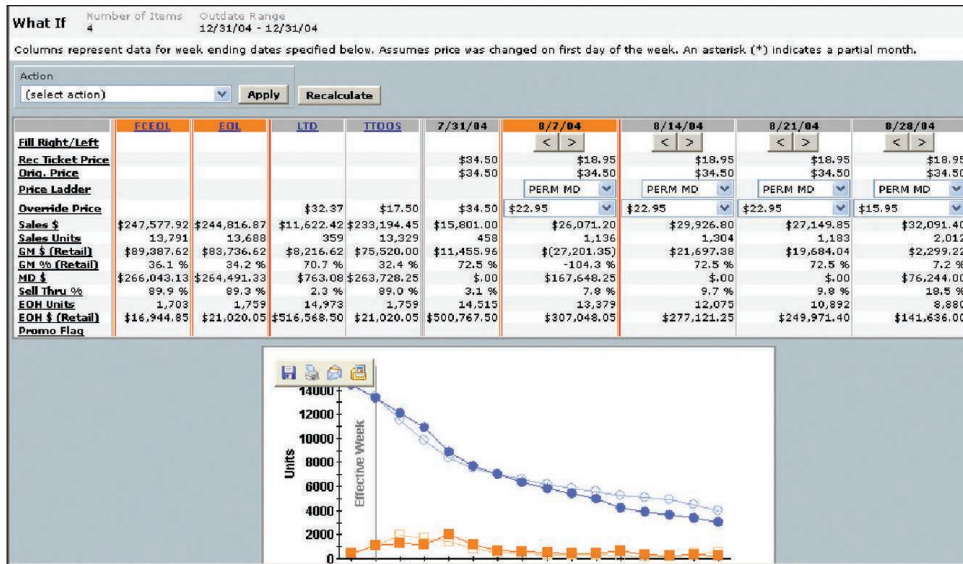 What If Number of Items Outdate Range
4 12/31/04 - 12/31/04
Columns represent data for week ending dates specified below. Assumes price was changed on first day of the week. An asterisk (*) indicates a partial month.
Action
(select action) Apply Recalculate
FCEOL EOL LTD TTOOS 7/31/04 8/7/04 8/14/04 8/21/04 8/28/04
Fill Right/Left < > < > < > < >
Rec Ticket Price $34.50 $18.95 $18.95 $18.95 $18.95
Orig. Price $34.50 $34.50 $34.50 $34.50 $34.50
Price Ladder PERM MD PERM MD PERM MD PERM MD
Override Price $32.37 $17.50 $34.50 $22.95 $22.95 $22.95 $15.95
Sales $ $247,577.92 $244,816.87 $11,622.42 $233,194.45 $15,801.00 $26,071.20 $29,926.80 $27,149.85 $32,091.40
Sales Units 13,791 13,688 359 13,329 458 1,136 1,304 1,183 2,012
GM $ (Retail) $89,387.62 $83,736.62 $8,216.62 $75,520.00 $11,455.96 $(27,201.35) $21,697.38 $19,684.04 $2,299.22
GM % (Retail) 36.1 % 34.2 % 70.7 % 32.4 % 72.5 % -104.3 % 72.5 % 72.5 % 7.2 %
MD $ $266,043.13 $264,491.33 $763.08 $263,728.25 $.00 $167,648.25 $.00 $.00 $76,244.00
Sell Thru % 89.9 % 89.3 % 2.3 % 89.0 % 3.1 % 7.8 % 9.7 % 9.8 % 18.5 %
EOH Units 1,703 1,759 14,973 1,759 14,515 13,379 12,075 10,892 8,880
EOH $ (Retail) $16,944.85 $21,020.05 $516,568.50 $21,020.05 $500,767.50 $307,048.05 $277,121.25 $249,971.40 $141,636.00
Promo Flag
14000
12000
10000
8000
6000
4000
2000
0
Units
Effective Week